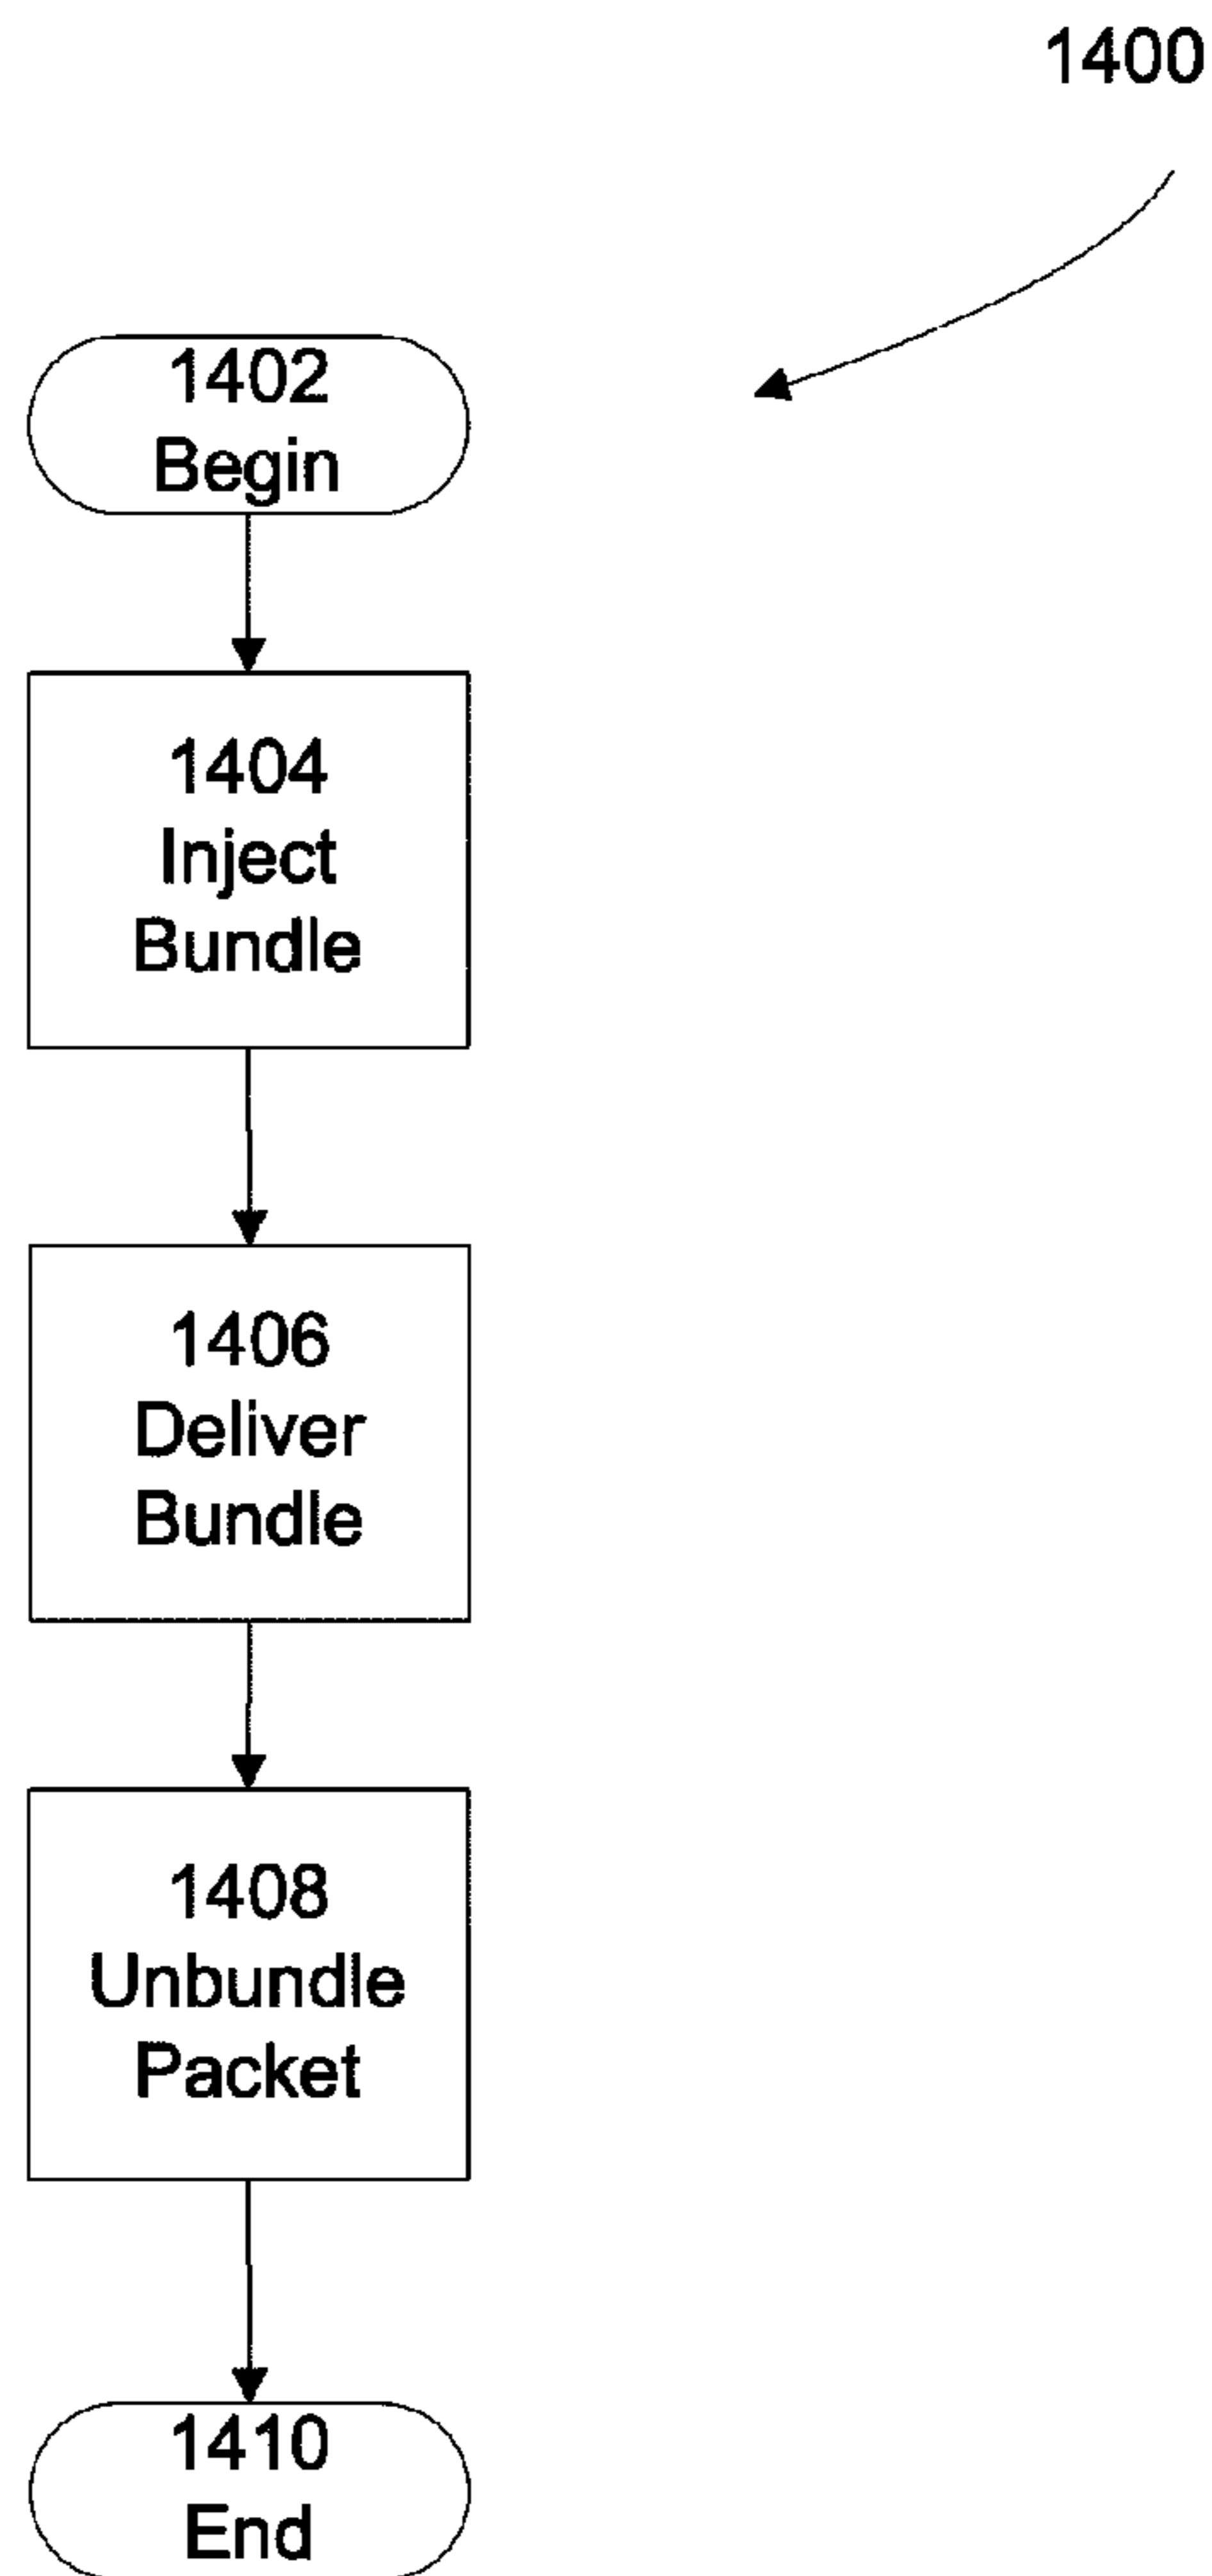 1400
1402
Begin
1404
Inject
Bundle
1406
Deliver
Bundle
1408
Unbundle
Packet
1410
End